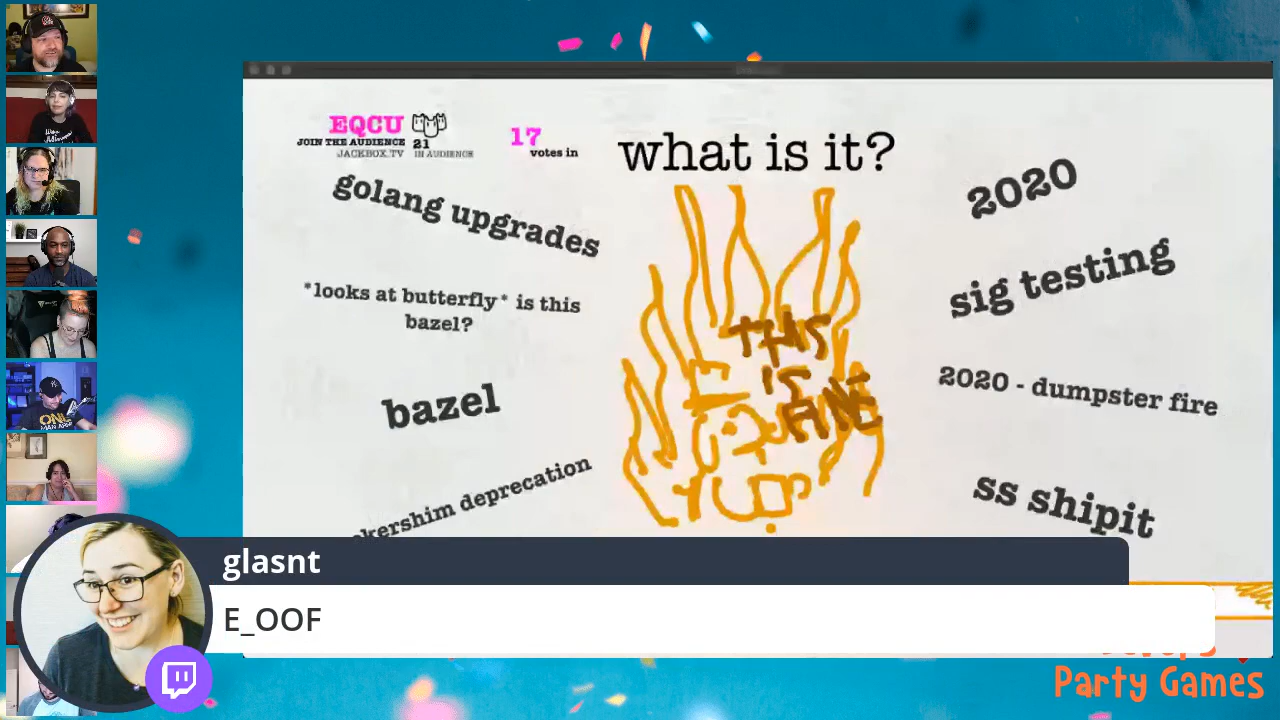 EQCU
JOIN THE AUDIENCE 21
JACKBOX.TV IN AUDIENCE
17
votes in
what is it?
golang upgrades
*looks at butterfly* is this
bazel?
bazel
deprecation
2020
sig testing
2020 - dumpster fire
ss shipit
THIS
IS
FINE
glasnt
E_OOF
Party Games